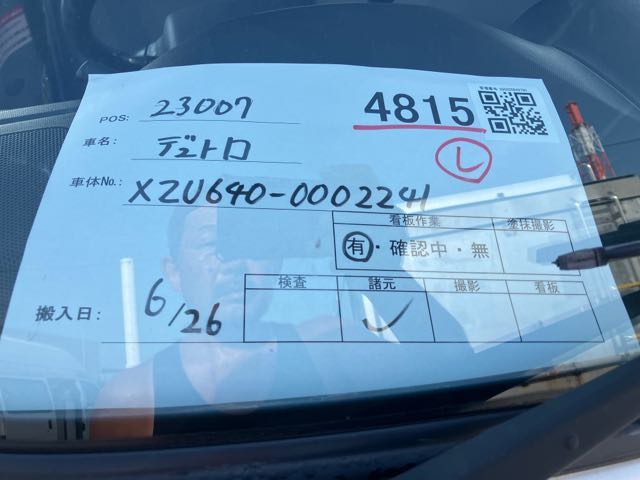 POS: 23007
4815
車名: デュトロ
L
車体No.: XZU640-0002241
看板作業 塗抹撮影
有・確認中・無
検査 諸元 撮影 看板
搬入日: 6/26